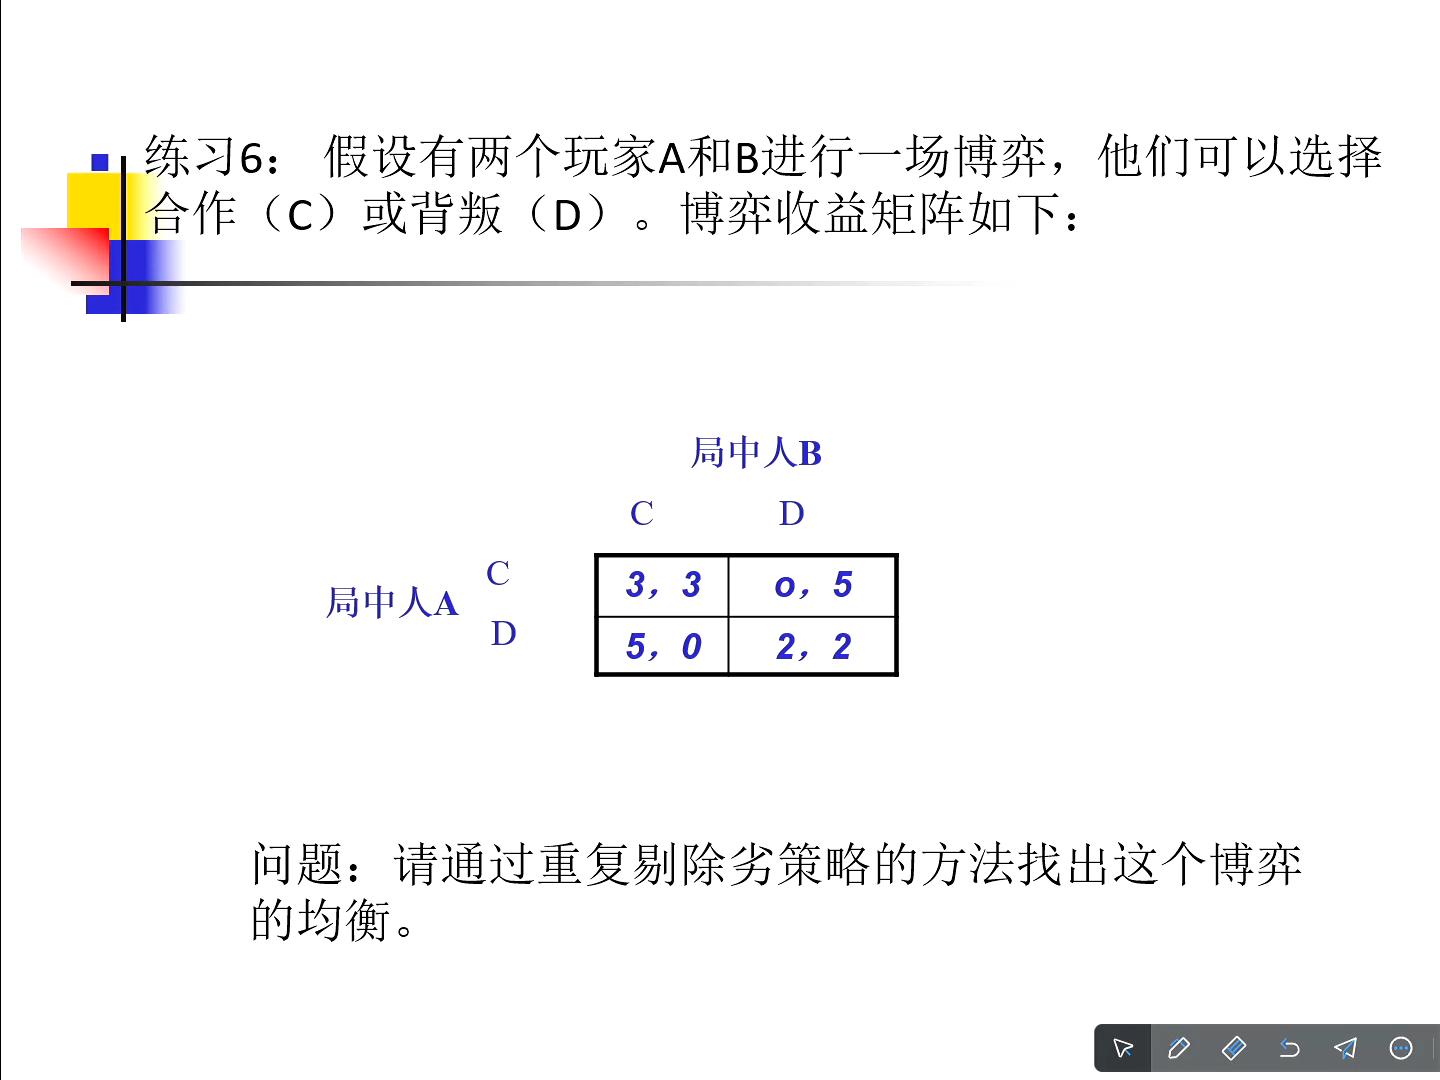 练习6： 假设有两个玩家A和B进行一场博弈，他们可以选择
合作（C）或背叛（D）。博弈收益矩阵如下：
局中人B
C D
C 3，3 o，5
局中人A
D 5，0 2，2
问题：请通过重复剔除劣策略的方法找出这个博弈
的均衡。